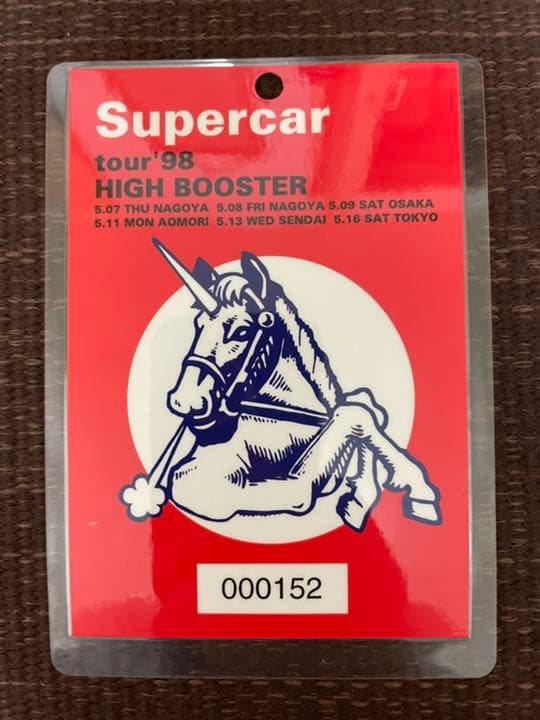 Supercar
tour'98
HIGH BOOSTER
5.07 THU NAGOYA 5.08 FRI NAGOYA 5.09 SAT OSAKA
5.11 MON AOMORI 5.13 WED SENDAI 5.16 SAT TOKYO
000152